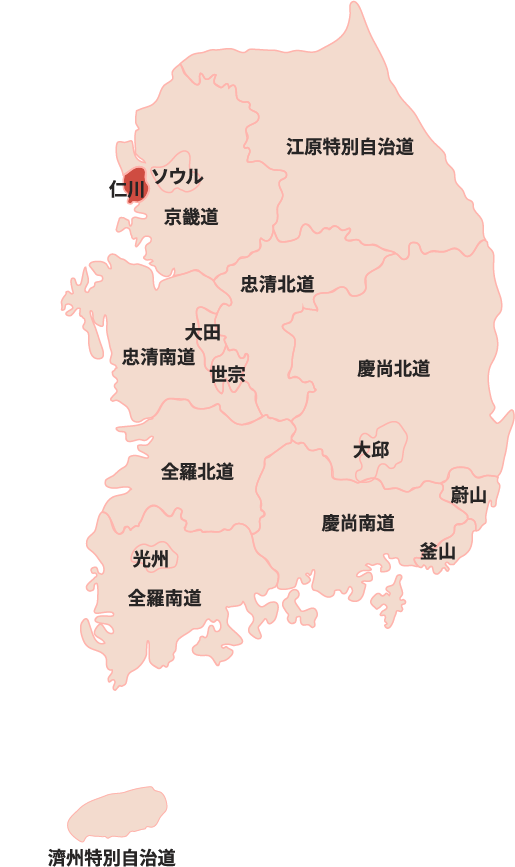 江原特別自治道
ソウル
仁川
京畿道
忠清北道
大田
忠清南道
世宗
慶尚北道
大邱
全羅北道
蔚山
慶尚南道
釜山
光州
全羅南道
濟州特別自治道